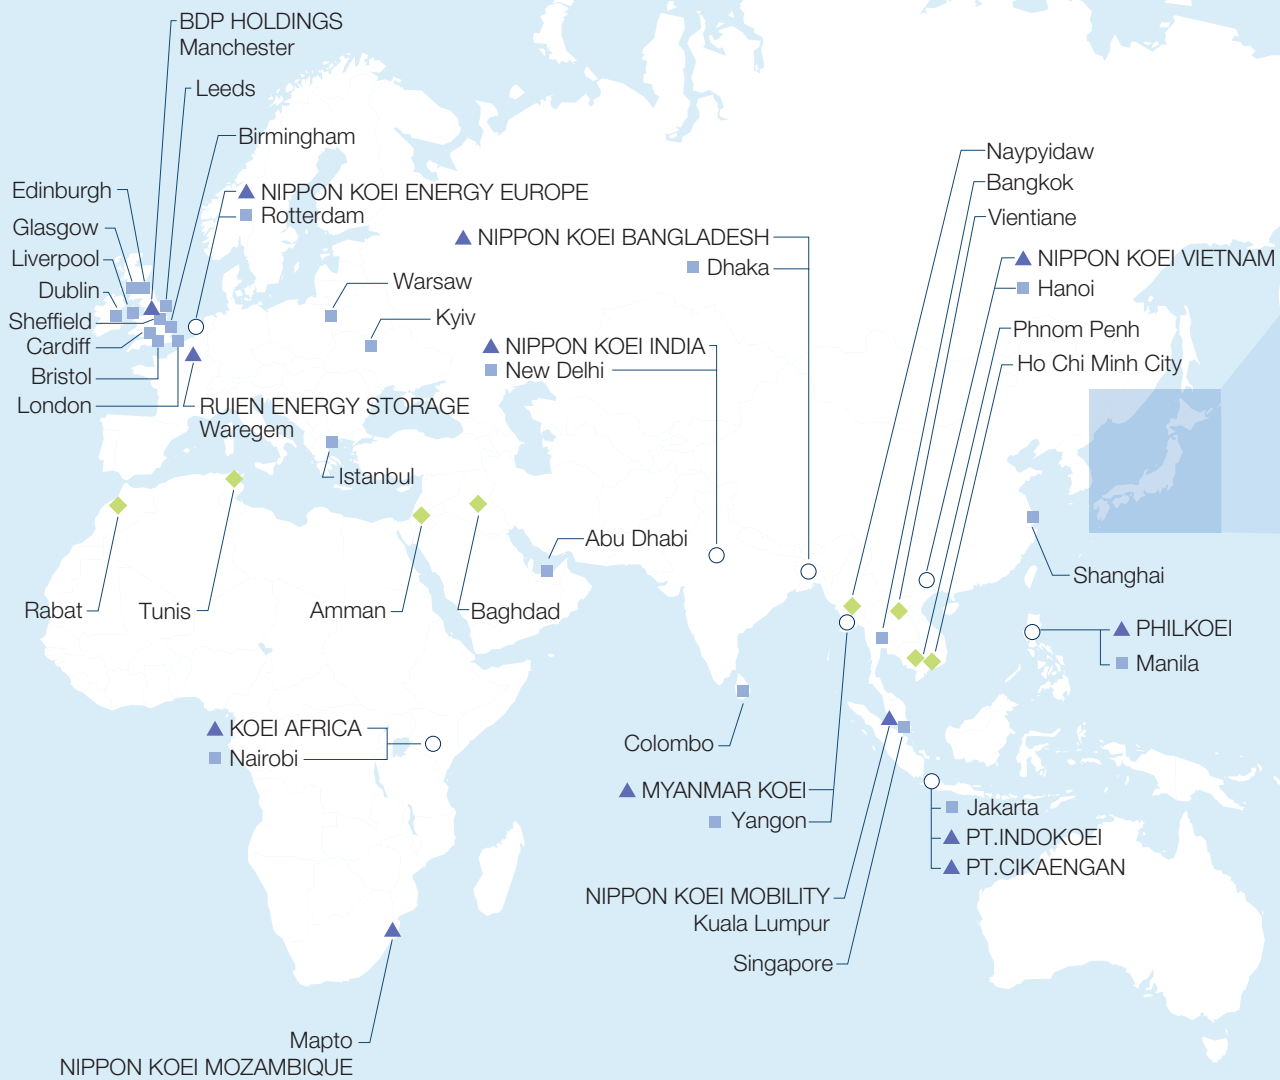 BDP HOLDINGS
Manchester
Leeds
Birmingham
Edinburgh
Glasgow
Liverpool
Dublin
Sheffield
Cardiff
Bristol
London
NIPPON KOEI ENERGY EUROPE
Rotterdam
Warsaw
Kyiv
RUIEN ENERGY STORAGE
Waregem
Istanbul
NIPPON KOEI BANGLADESH
Dhaka
NIPPON KOEI INDIA
New Delhi
Naypyidaw
Bangkok
Vientiane
NIPPON KOEI VIETNAM
Hanoi
Phnom Penh
Ho Chi Minh City
Abu Dhabi
Shanghai
Rabat
Tunis
Amman
Baghdad
PHILKOEI
Manila
KOEI AFRICA
Nairobi
Colombo
MYANMAR KOEI
Yangon
Jakarta
PT.INDOKOEI
PT.CIKAENGAN
NIPPON KOEI MOBILITY
Kuala Lumpur
Singapore
Mapto
NIPPON KOEI MOZAMBIQUE